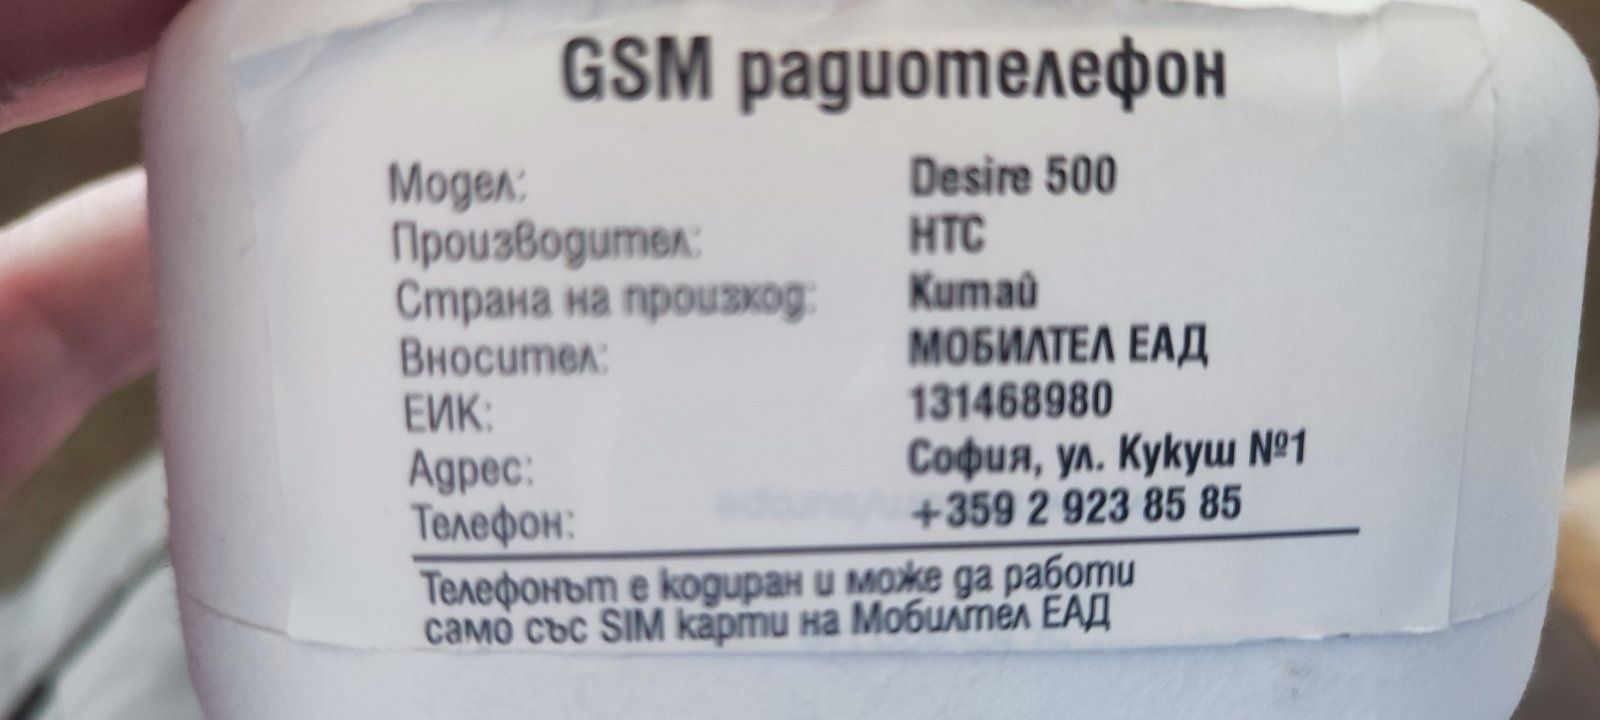 GSM радиотелефон
Модел: Desire 500
Производител: HTC
Страна на произход: Китай
Вносител: МОБИЛТЕЛ ЕАД
ЕИК: 131468980
Адрес: София, ул. Кукуш №1
Телефон: +359 2 923 85 85
Телефонът е кодиран и може да работи
само със SIM карти на Мобилтел ЕАД